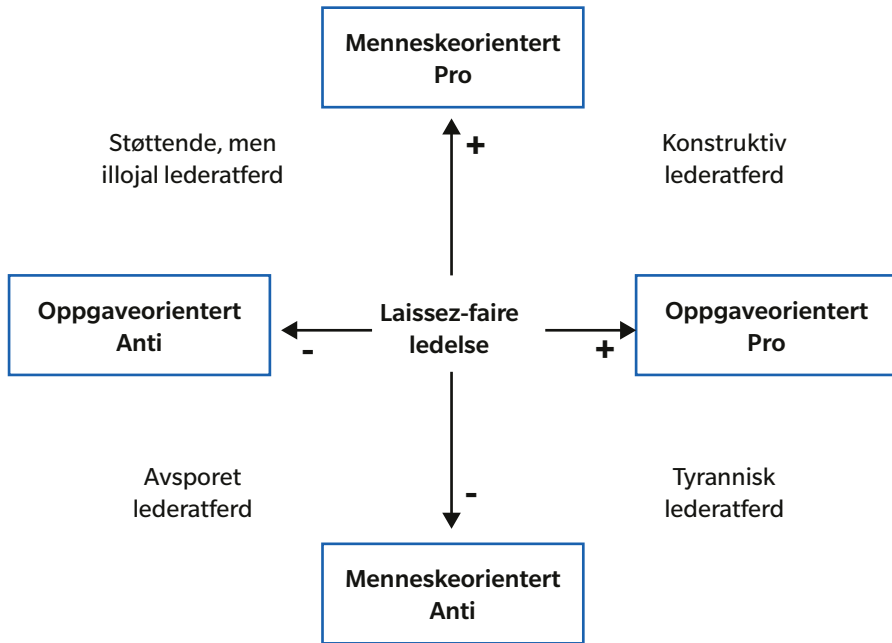 Menneskeorientert
Pro
Støttende, men
illojal lederatferd
+
Konstruktiv
lederatferd
Oppgaveorientert
Anti
-
Laissez-faire
ledelse
+
Oppgaveorientert
Pro
Avsporet
lederatferd
-
Tyrannisk
lederatferd
Menneskeorientert
Anti